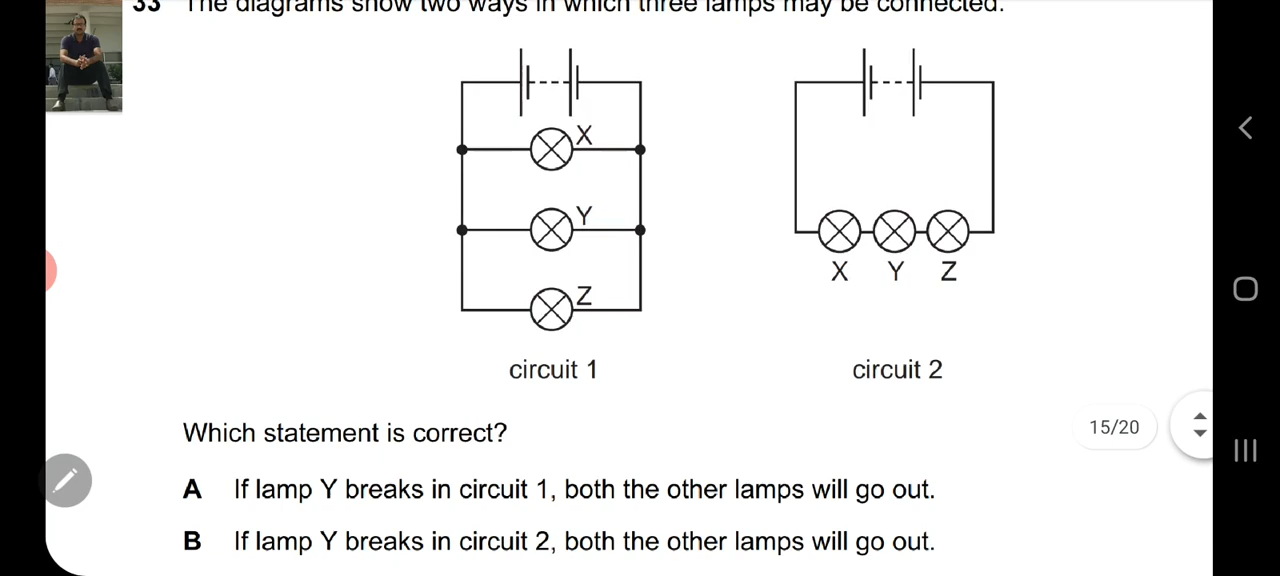 33 The diagrams show two ways in which three lamps may be connected.
X
Y
Z
circuit 1
X Y Z
circuit 2
Which statement is correct?
15/20
A If lamp Y breaks in circuit 1, both the other lamps will go out.
B If lamp Y breaks in circuit 2, both the other lamps will go out.